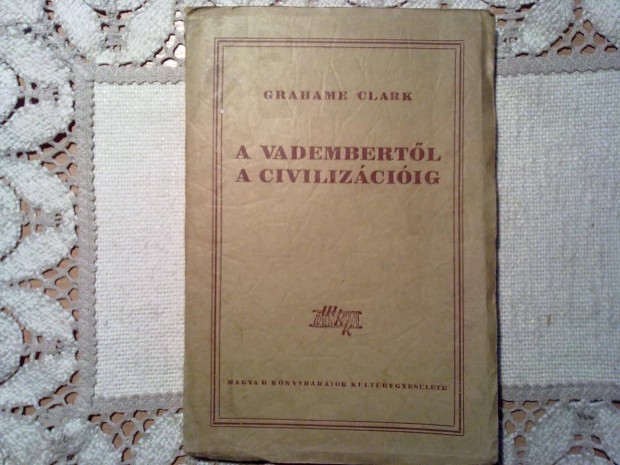 GRAHAME CLARK
A VADEMBERTŐL
A CIVILIZÁCIÓIG
MAGYAR KÖNYVBARÁTOK KULTÚREGYESÜLETE